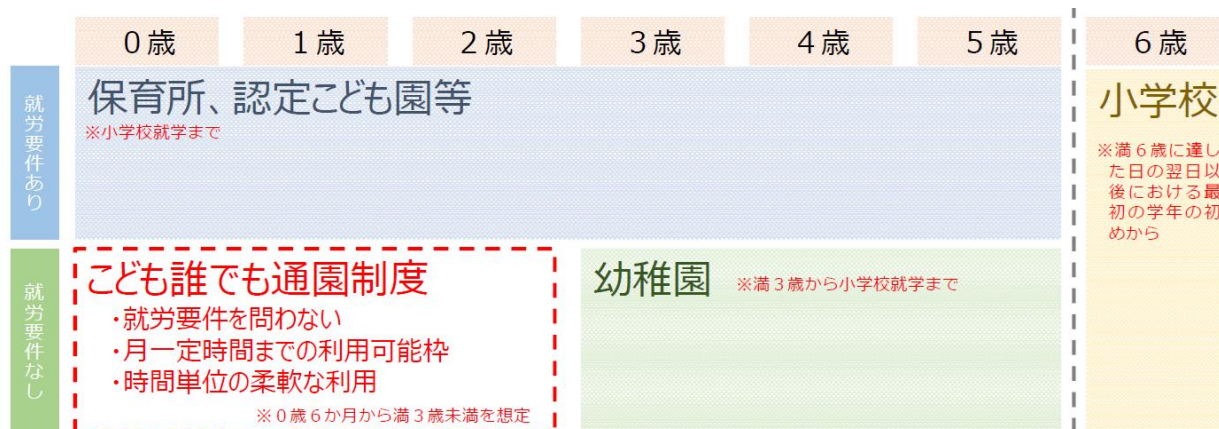 0歳
1歳
2歳
3歳
4歳
5歳
6歳
就労要件あり
保育所、認定こども園等
※小学校就学まで
小学校
※満6歳に達し
た日の翌日以
後における最
初の学年の初
めから
就労要件なし
こども誰でも通園制度
・就労要件を問わない
・月一定時間までの利用可能枠
・時間単位の柔軟な利用
※0歳6か月から満3歳未満を想定
幼稚園
※満3歳から小学校就学まで